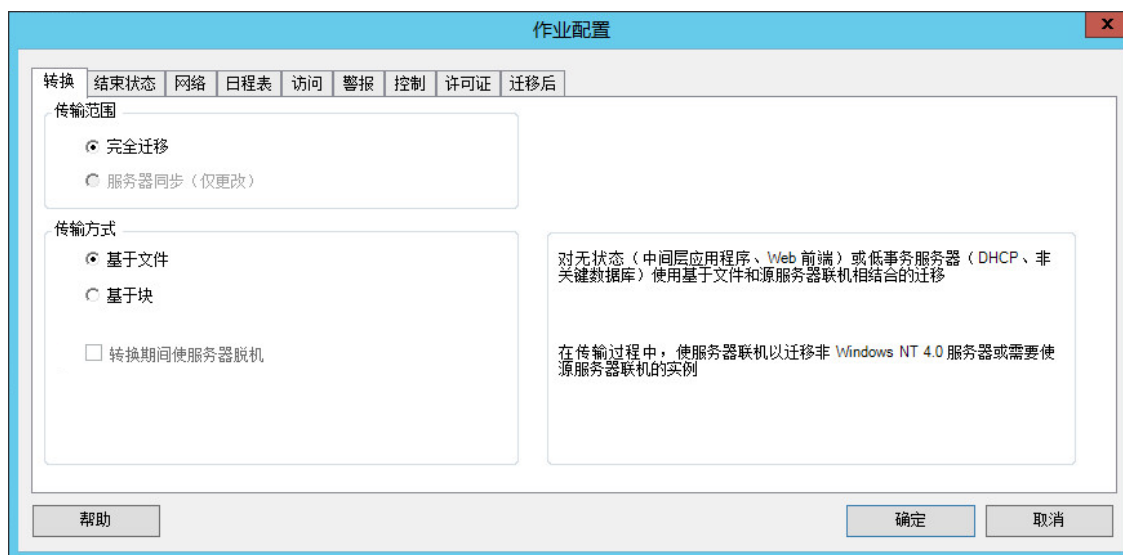 作业配置
x
转换 结束状态 网络 日程表 访问 警报 控制 许可证 迁移后
传输范围
完全迁移
服务器同步（仅更改）
传输方式
基于文件
基于块
转换期间使服务器脱机
对无状态（中间层应用程序、Web 前端）或低事务服务器（DHCP、非
关键数据库）使用基于文件和源服务器联机相结合的迁移
在传输过程中，使服务器联机以迁移非 Windows NT 4.0 服务器或需要使
源服务器联机的实例
帮助 确定 取消